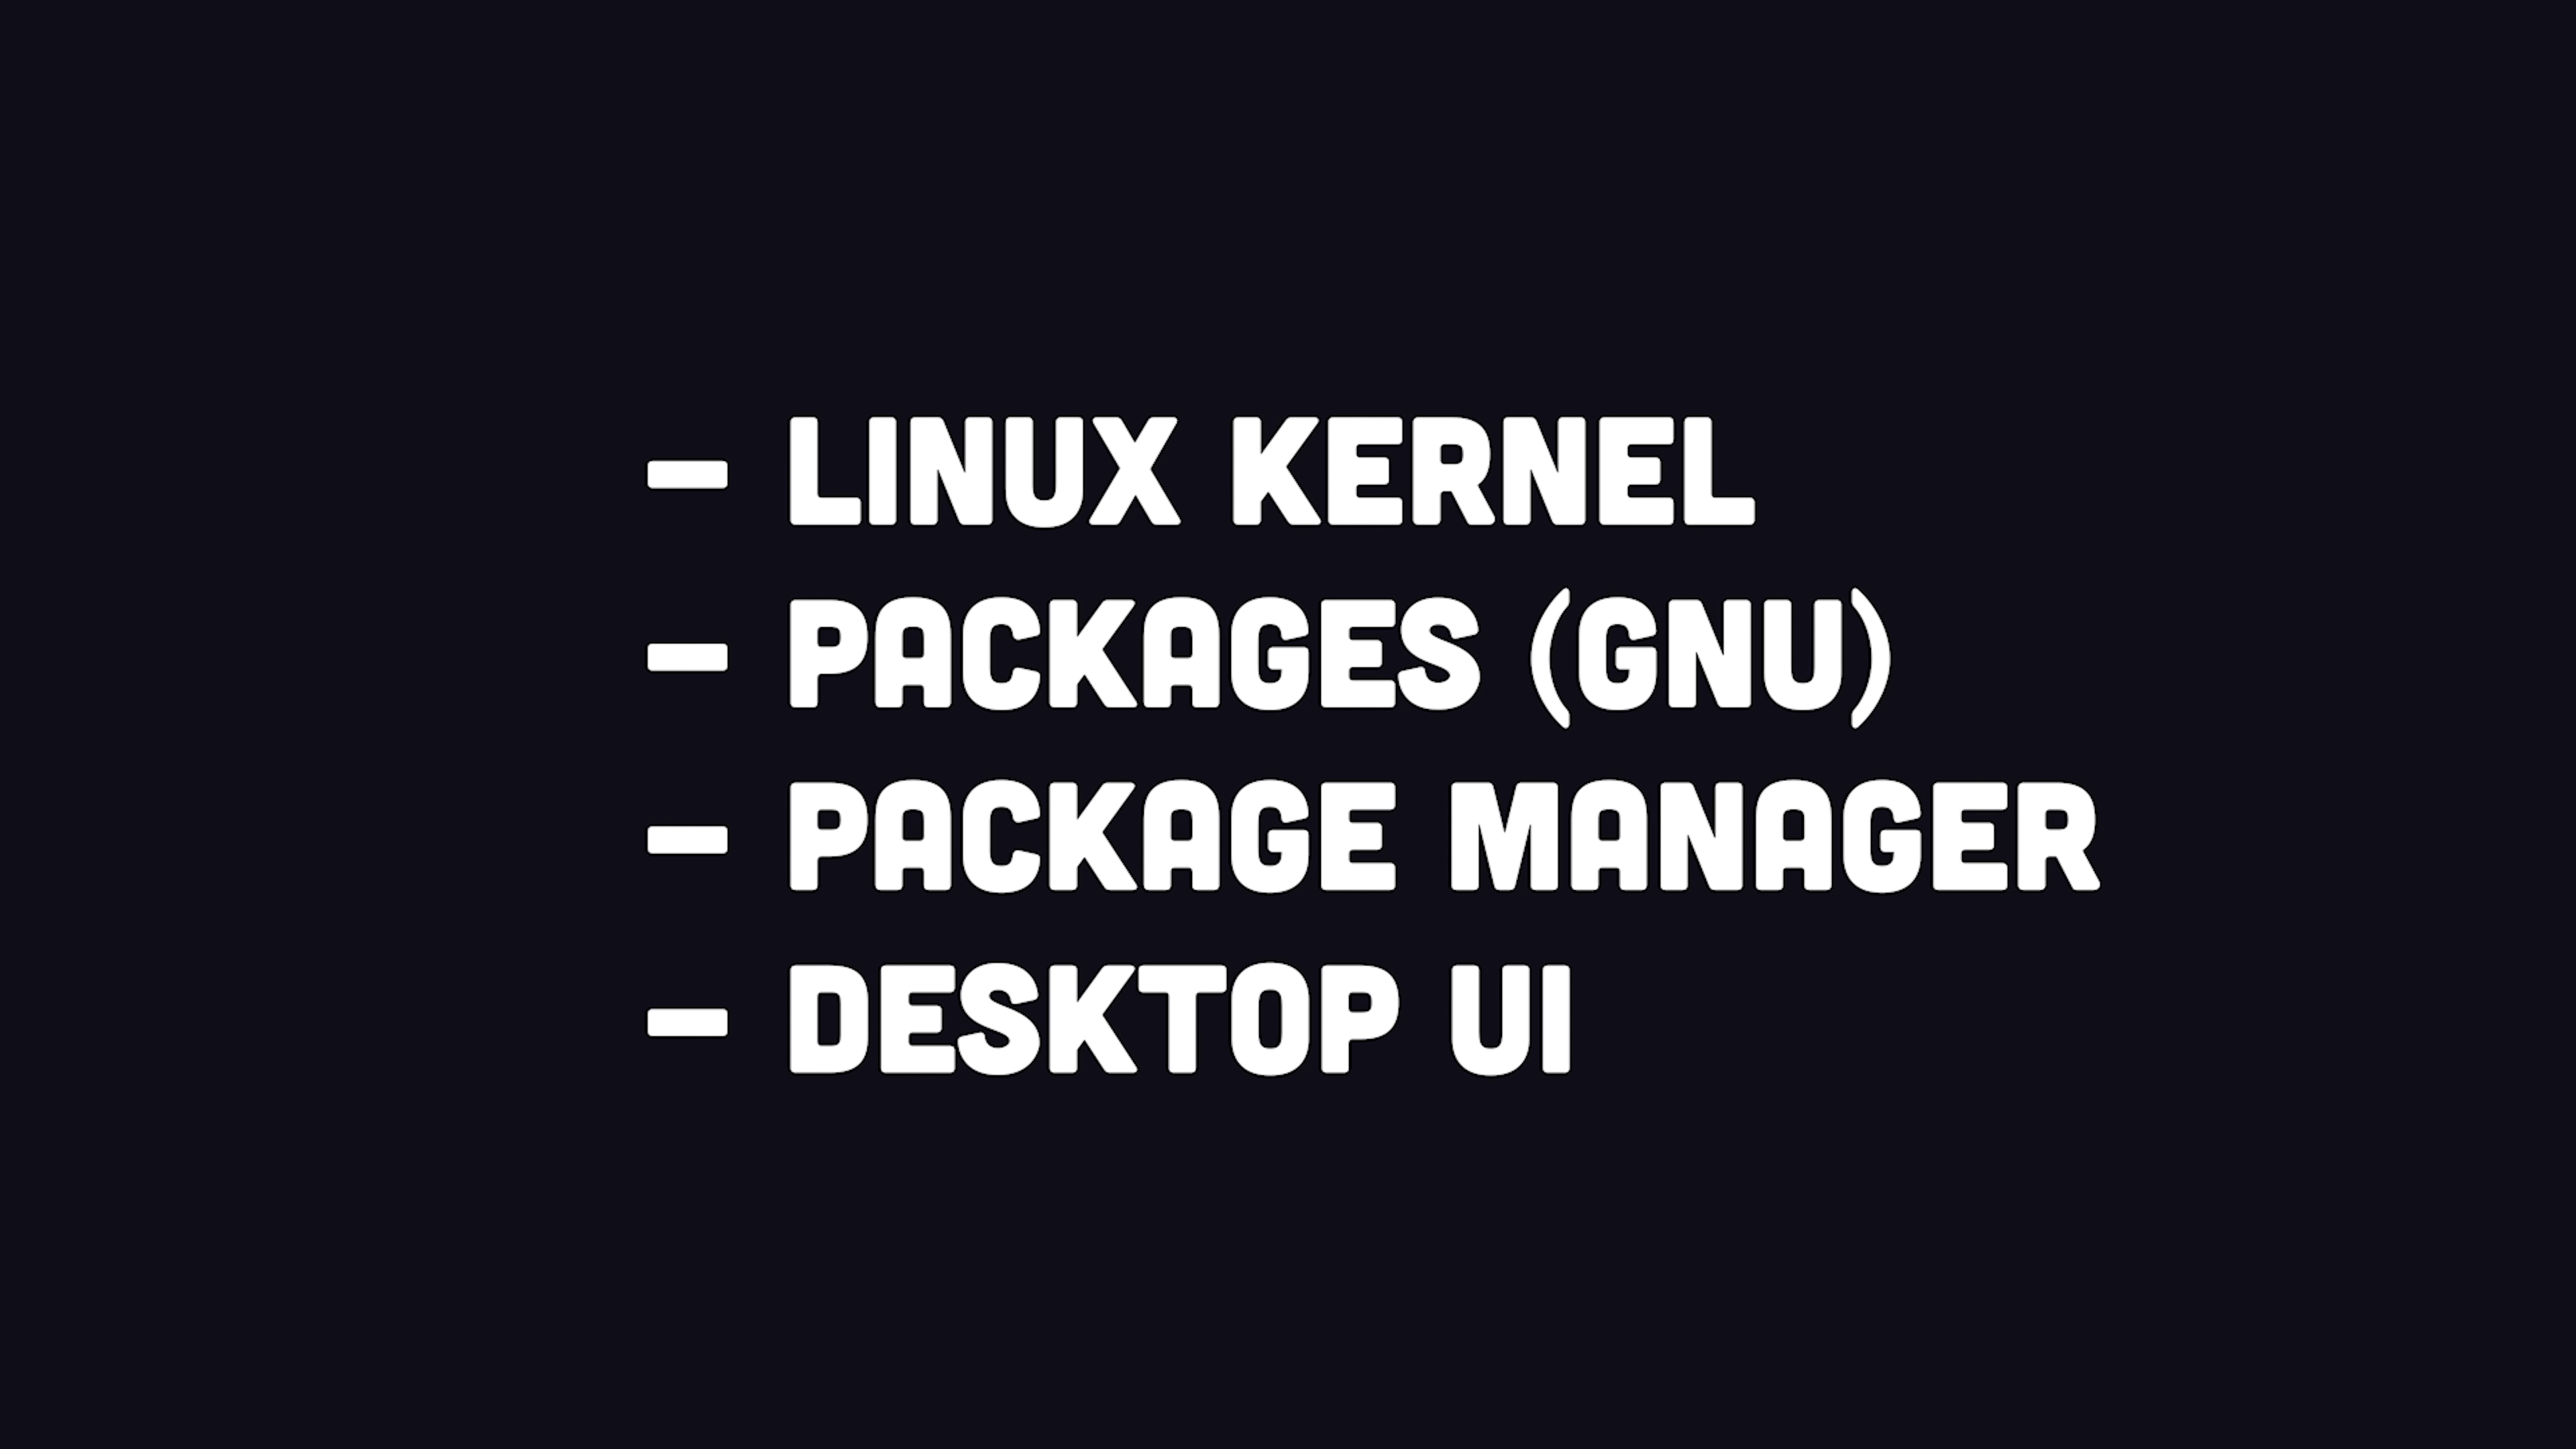 - LINUX KERNEL
- PACKAGES (GNU)
- PACKAGE MANAGER
- DESKTOP UI